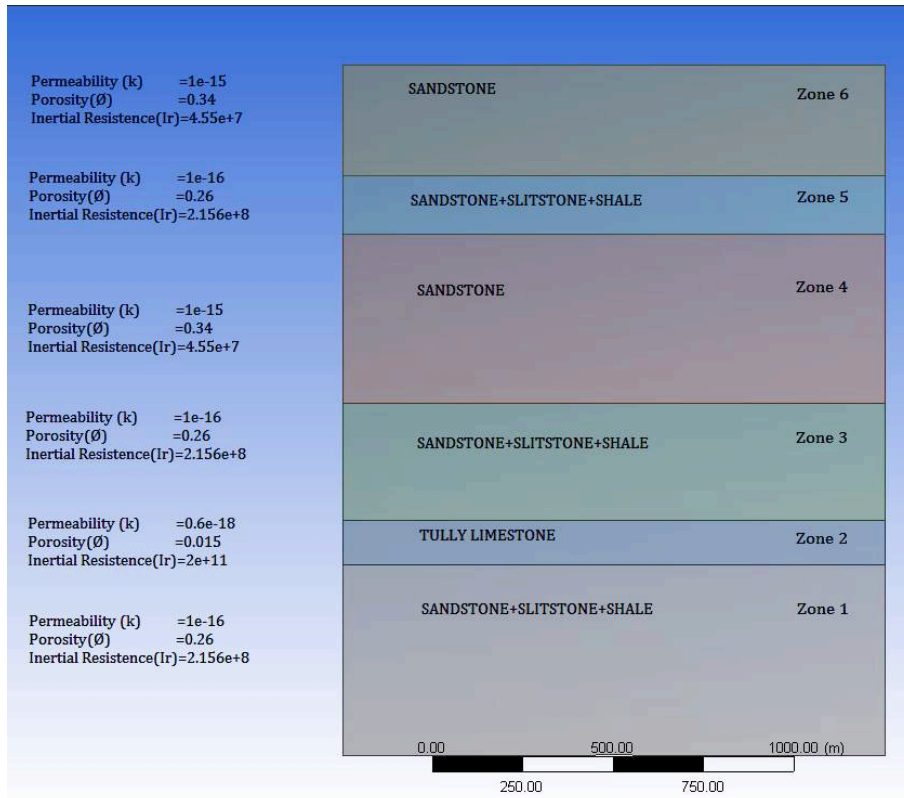 Permeability (k) =1e-15
Porosity(Ø) =0.34
Inertial Resistence(Ir)=4.55e+7
SANDSTONE
Zone 6
Permeability (k) =1e-16
Porosity(Ø) =0.26
Inertial Resistence(Ir)=2.156e+8
SANDSTONE+SLITSTONE+SHALE
Zone 5
Permeability (k) =1e-15
Porosity(Ø) =0.34
Inertial Resistence(Ir)=4.55e+7
SANDSTONE
Zone 4
Permeability (k) =1e-16
Porosity(Ø) =0.26
Inertial Resistence(Ir)=2.156e+8
SANDSTONE+SLITSTONE+SHALE
Zone 3
Permeability (k) =0.6e-18
Porosity(Ø) =0.015
Inertial Resistence(Ir)=2e+11
TULLY LIMESTONE
Zone 2
Permeability (k) =1e-16
Porosity(Ø) =0.26
Inertial Resistence(Ir)=2.156e+8
SANDSTONE+SLITSTONE+SHALE
Zone 1
0.00 500.00 1000.00 (m)
250.00 750.00